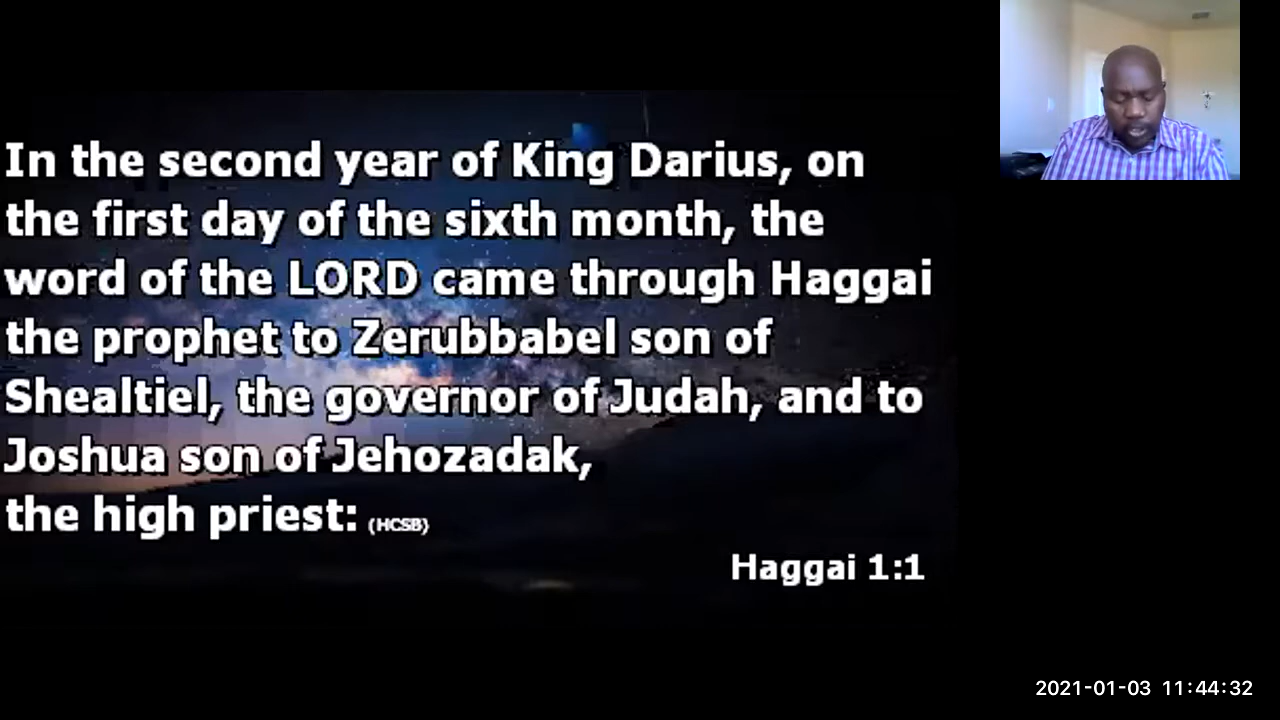 In the second year of King Darius, on
the first day of the sixth month, the
word of the LORD came through Haggai
the prophet to Zerubbabel son of
Shealtiel, the governor of Judah, and to
Joshua son of Jehozadak,
the high priest: (HCSB)
Haggai 1:1
2021-01-03 11:44:32